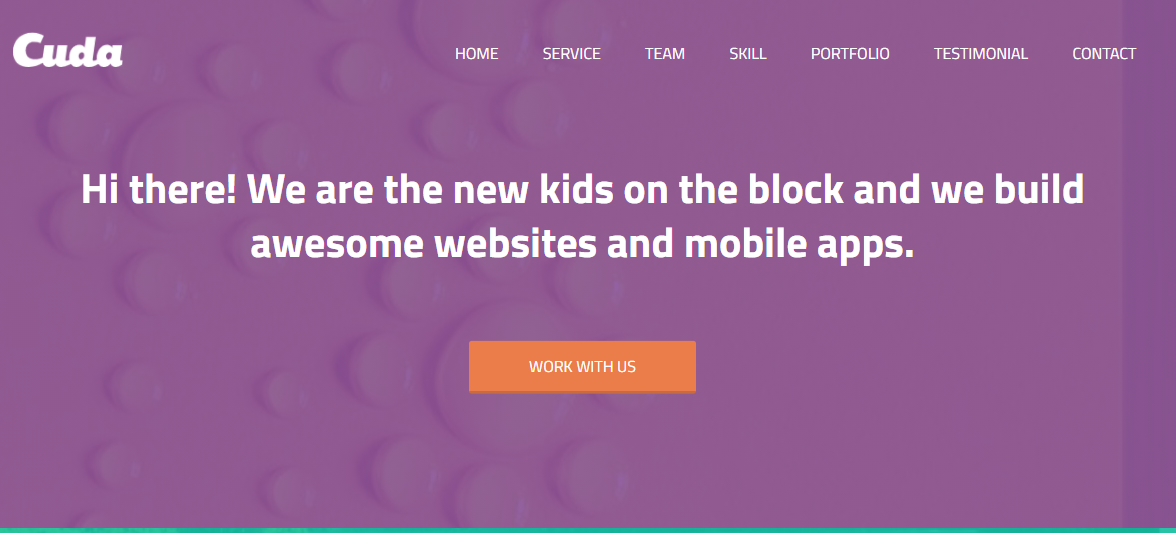 Cuda
HOME SERVICE TEAM SKILL PORTFOLIO TESTIMONIAL CONTACT
Hi there! We are the new kids on the block and we build
awesome websites and mobile apps.
WORK WITH US